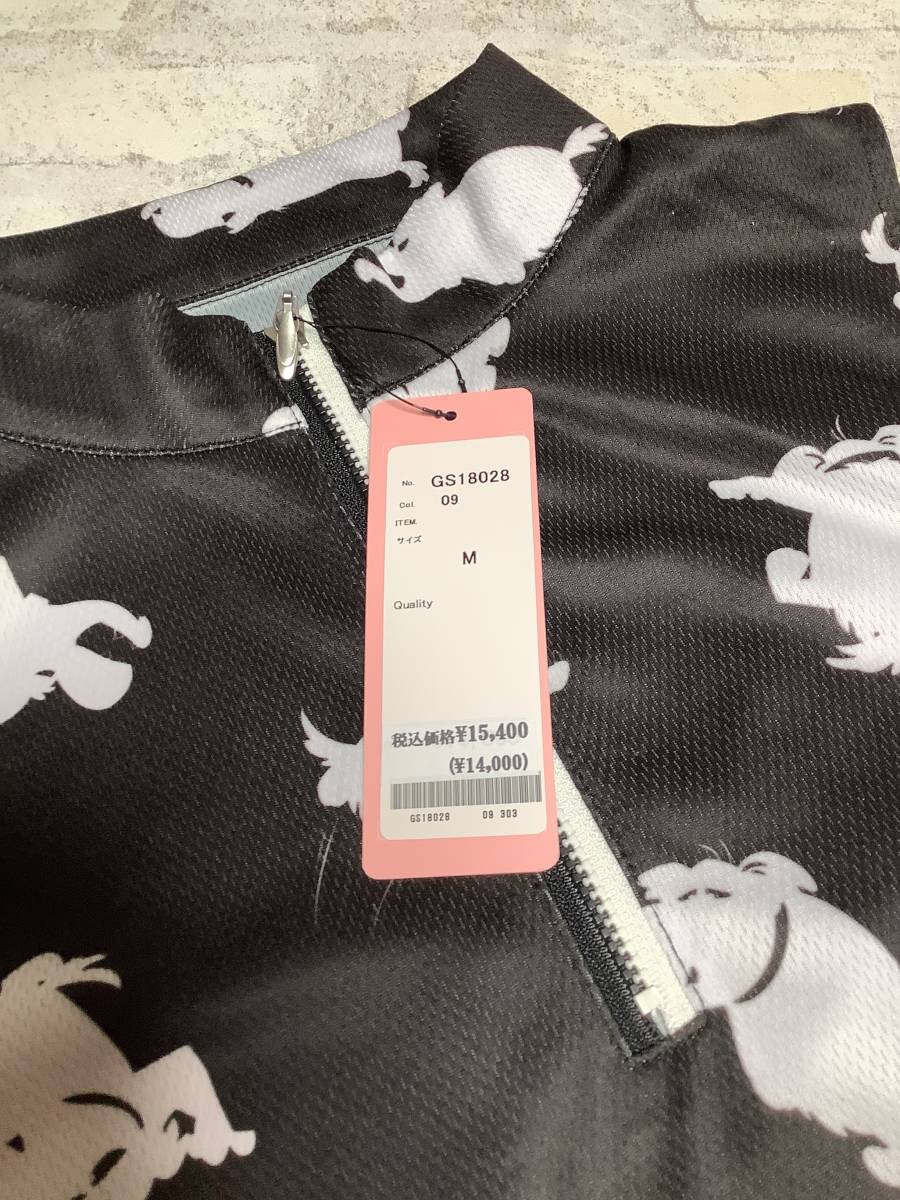 No. GS18028
Col. 09
ITEM.
サイズ
M
Quality
税込価格¥15,400
(¥14,000)
GS18028 09 303